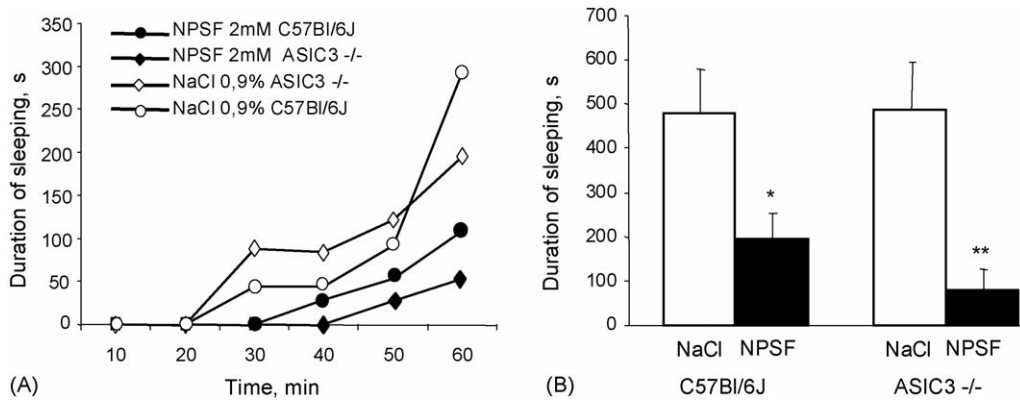 350
300
250
200
150
100
50
0
Duration of sleeping, s
NPSF 2mM C57Bl/6J
NPSF 2mM ASIC3 -/-
NaCl 0,9% ASIC3 -/-
NaCl 0,9% C57Bl/6J
10 20 30 40 50 60
(A) Time, min
700
600
500
400
300
200
100
0
Duration of sleeping, s
*
**
NaCl NPSF NaCl NPSF
(B) C57Bl/6J ASIC3 -/-